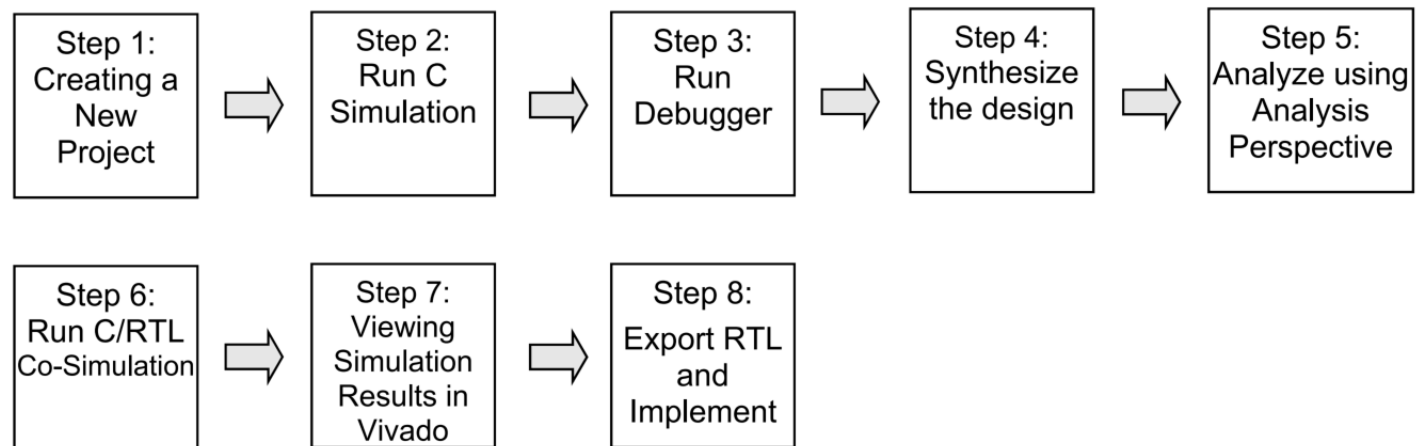 Step 1:
Creating a
New
Project
Step 2:
Run C
Simulation
Step 3:
Run
Debugger
Step 4:
Synthesize
the design
Step 5:
Analyze using
Analysis
Perspective
Step 6:
Run C/RTL
Co-Simulation
Step 7:
Viewing
Simulation
Results in
Vivado
Step 8:
Export RTL
and
Implement